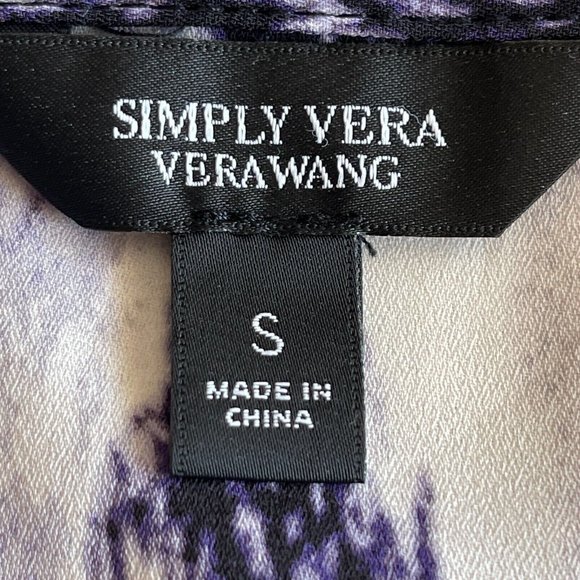 SIMPLY VERA
VERAWANG
S
MADE IN
CHINA